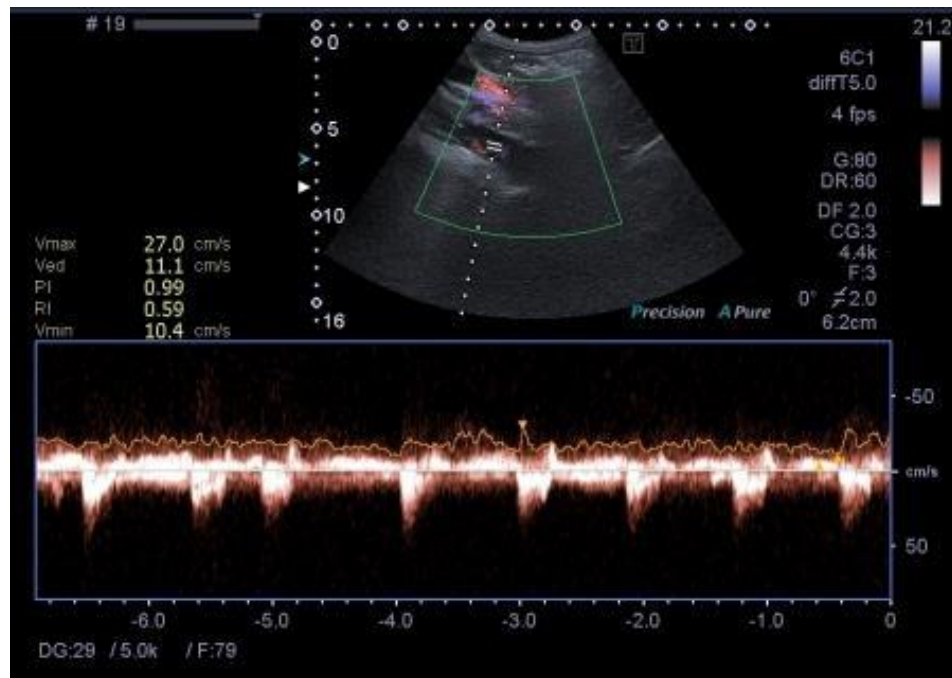 # 19
0
5
10
16
21.2
6C1
diffT5.0
4 fps
G:80
DR:60
DF 2.0
CG:3
4.4k
F:3
0° ≠2.0
6.2cm
Precision A Pure
Vmax 27.0 cm/s
Ved 11.1 cm/s
PI 0.99
RI 0.59
Vmin 10.4 cm/s
-50
cm/s
50
-6.0 -5.0 -4.0 -3.0 -2.0 -1.0 0
DG:29 / 5.0k / F:79